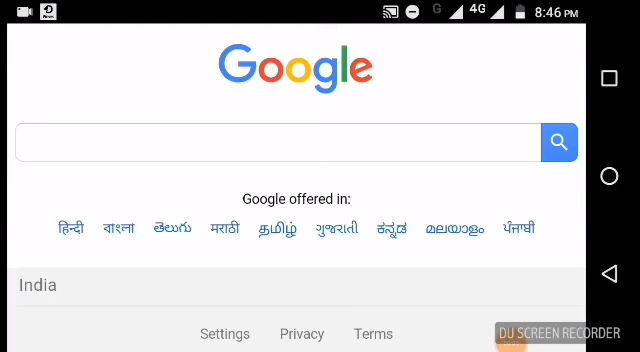 G 4G 8:46 PM
Google
Google offered in:
हिन्दी বাংলা తెలుగు मराठी தமிழ் ગુજરાતી ಕನ್ನಡ മലയാളം ਪੰਜਾਬੀ
India
Settings Privacy Terms
DU SCREEN RECORDER